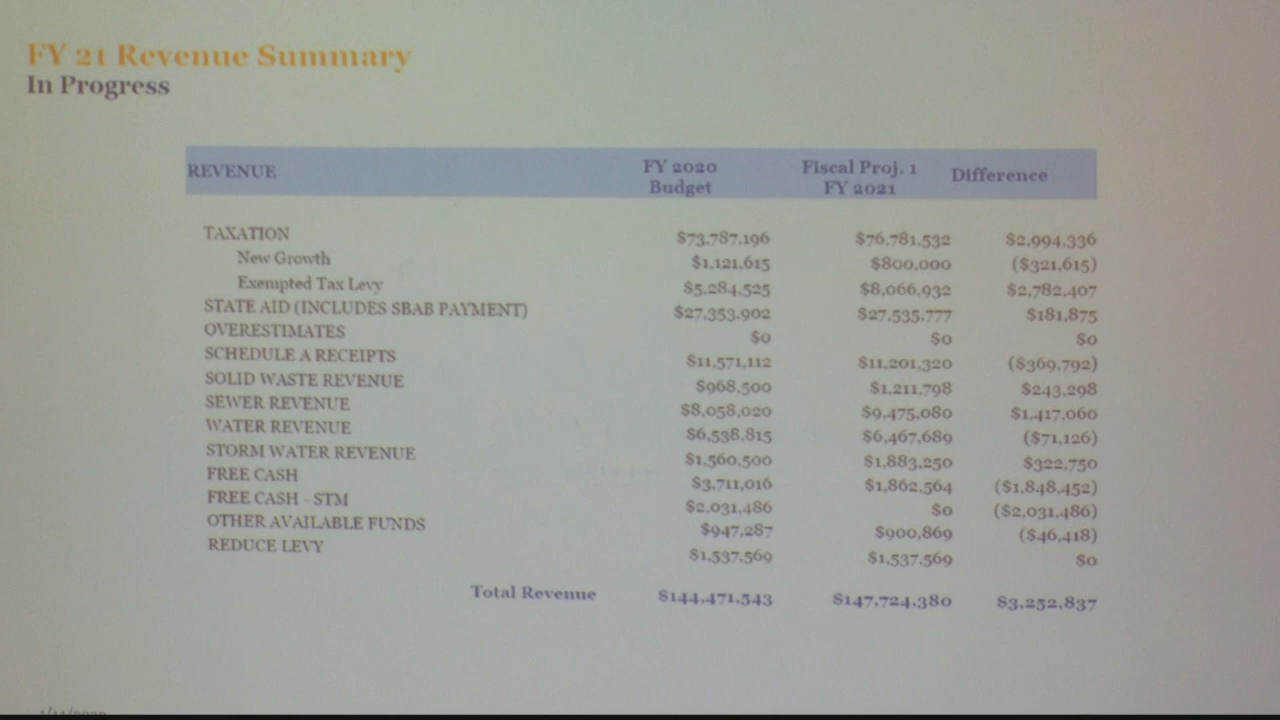 FY 21 Revenue Summary
In Progress
REVENUE FY 2020 Budget Fiscal Proj. 1 FY 2021 Difference
TAXATION $73,787,196 $76,781,532 $2,994,336
New Growth $1,121,615 $800,000 ($321,615)
Exempted Tax Levy $5,284,525 $8,066,932 $2,782,407
STATE AID (INCLUDES SBAB PAYMENT) $27,353,902 $27,535,777 $181,875
OVERESTIMATES $0 $0 $0
SCHEDULE A RECEIPTS $11,571,112 $11,201,320 ($369,792)
SOLID WASTE REVENUE $968,500 $1,211,798 $243,298
SEWER REVENUE $8,058,020 $9,475,080 $1,417,060
WATER REVENUE $6,538,815 $6,467,689 ($71,126)
STORM WATER REVENUE $1,560,500 $1,883,250 $322,750
FREE CASH $3,711,016 $1,862,564 ($1,848,452)
FREE CASH - STM $2,031,486 $0 ($2,031,486)
OTHER AVAILABLE FUNDS $947,287 $900,869 ($46,418)
REDUCE LEVY $1,537,569 $1,537,569 $0
Total Revenue $144,471,543 $147,724,380 $3,252,837